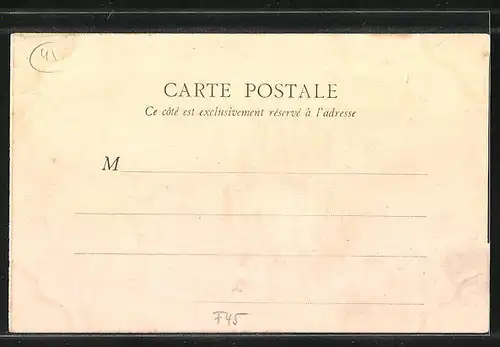 41
CARTE POSTALE
Ce côté est exclusivement réservé à l'adresse
M
F45